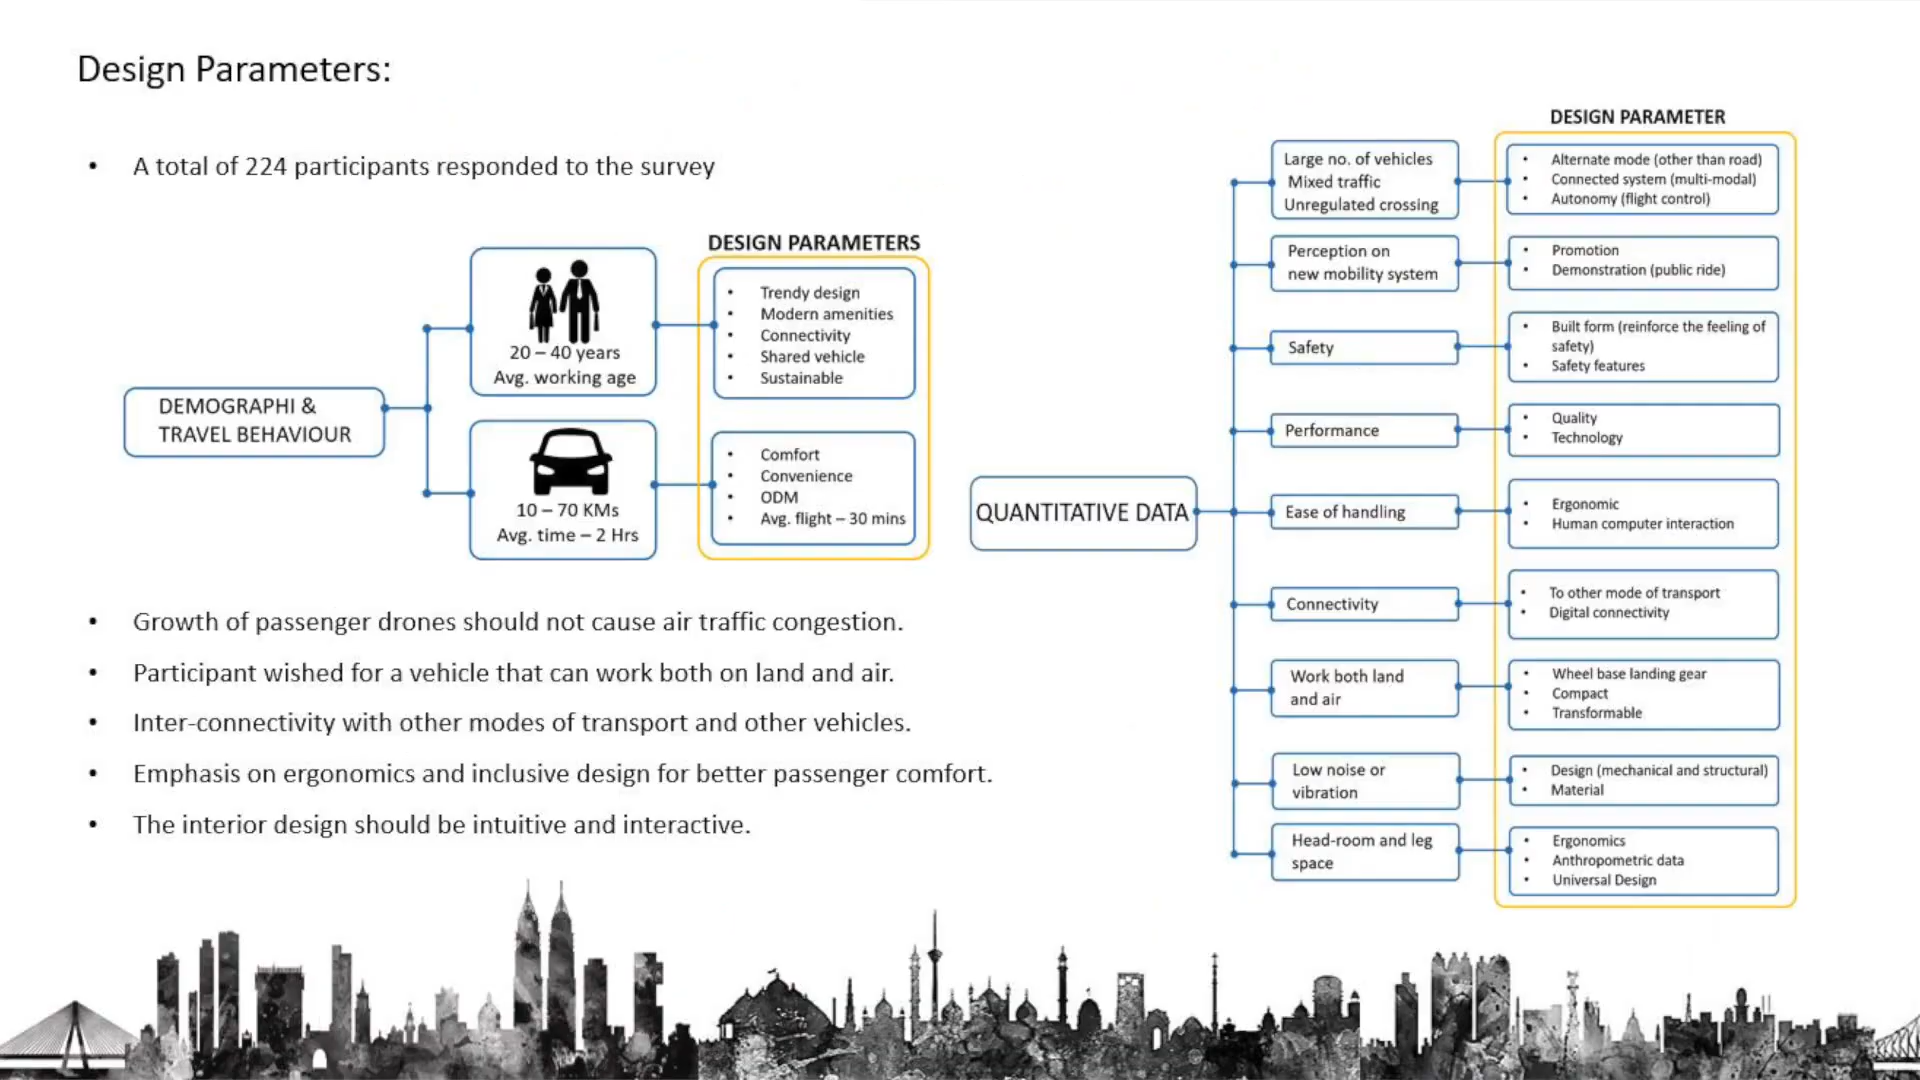 Design Parameters:
• A total of 224 participants responded to the survey
DEMOGRAPHI &
TRAVEL BEHAVIOUR
20 – 40 years
Avg. working age
10 – 70 KMs
Avg. time – 2 Hrs
DESIGN PARAMETERS
• Trendy design
• Modern amenities
• Connectivity
• Shared vehicle
• Sustainable
• Comfort
• Convenience
• ODM
• Avg. flight – 30 mins
• Growth of passenger drones should not cause air traffic congestion.
• Participant wished for a vehicle that can work both on land and air.
• Inter-connectivity with other modes of transport and other vehicles.
• Emphasis on ergonomics and inclusive design for better passenger comfort.
• The interior design should be intuitive and interactive.
QUANTITATIVE DATA
DESIGN PARAMETER
Large no. of vehicles
Mixed traffic
Unregulated crossing
• Alternate mode (other than road)
• Connected system (multi-modal)
• Autonomy (flight control)
Perception on
new mobility system
• Promotion
• Demonstration (public ride)
Safety
• Built form (reinforce the feeling of
safety)
• Safety features
Performance
• Quality
• Technology
Ease of handling
• Ergonomic
• Human computer interaction
Connectivity
• To other mode of transport
• Digital connectivity
Work both land
and air
• Wheel base landing gear
• Compact
• Transformable
Low noise or
vibration
• Design (mechanical and structural)
• Material
Head-room and leg
space
• Ergonomics
• Anthropometric data
• Universal Design